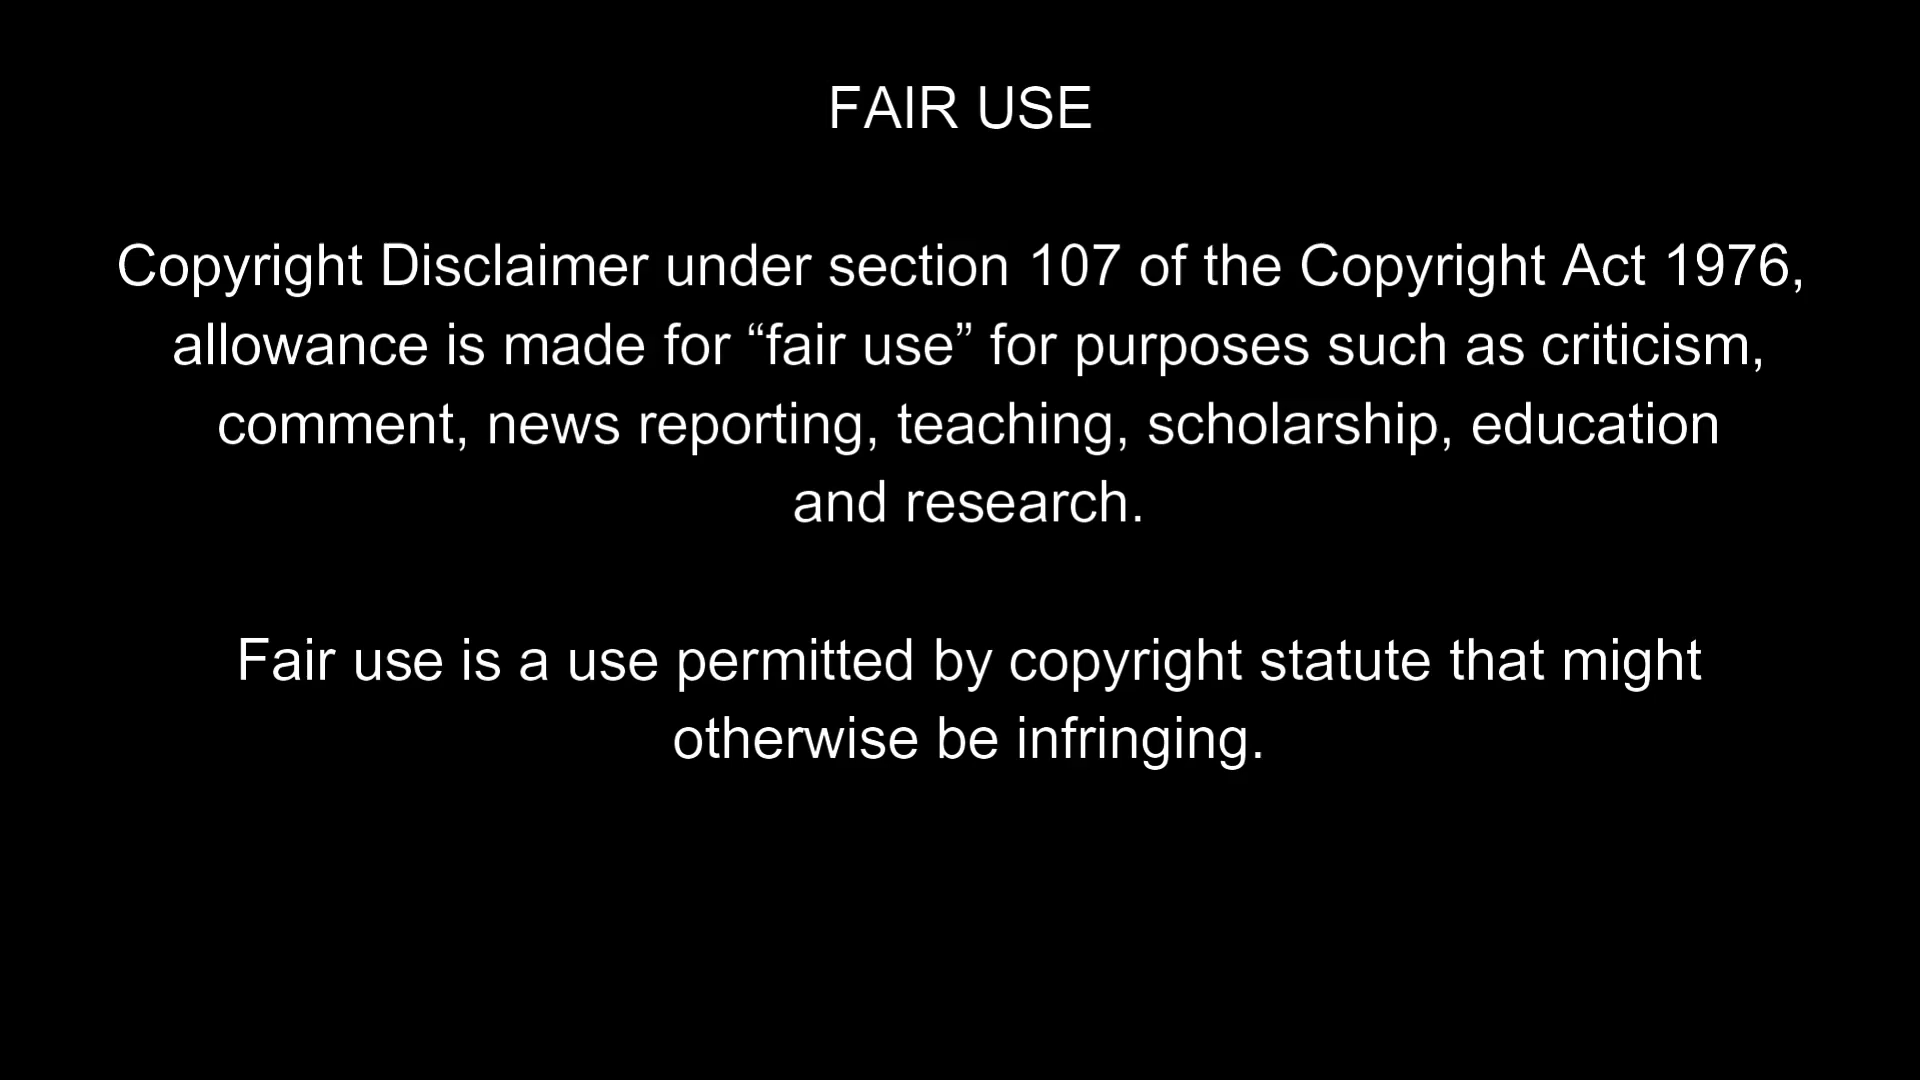 FAIR USE
Copyright Disclaimer under section 107 of the Copyright Act 1976,
allowance is made for “fair use” for purposes such as criticism,
comment, news reporting, teaching, scholarship, education
and research.
Fair use is a use permitted by copyright statute that might
otherwise be infringing.